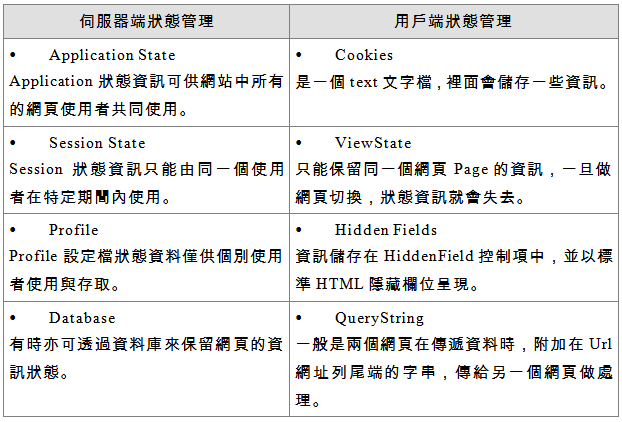 伺服器端狀態管理
用戶端狀態管理
• Application State
Application 狀態資訊可供網站中所有
的網頁使用者共同使用。
• Cookies
是一個 text 文字檔，裡面會儲存一些資訊。
• Session State
Session 狀態資訊只能由同一個使用
者在特定期間內使用。
• ViewState
只能保留同一個網頁 Page 的資訊，一旦做
網頁切換，狀態資訊就會失去。
• Profile
Profile 設定檔狀態資料僅供個別使用
者使用與存取。
• Hidden Fields
資訊儲存在 HiddenField 控制項中，並以標
準 HTML 隱藏欄位呈現。
• Database
有時亦可透過資料庫來保留網頁的資
訊狀態。
• QueryString
一般是兩個網頁在傳遞資料時，附加在 Url
網址列尾端的字串，傳給另一個網頁做處
理。